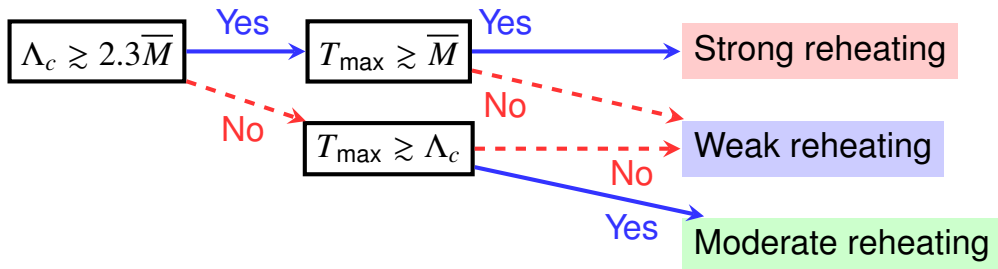 Λ_c ≳ 2.3M̅
Yes
T_max ≳ M̅
Yes
Strong reheating
No
No
T_max ≳ Λ_c
Weak reheating
No
Yes
Moderate reheating